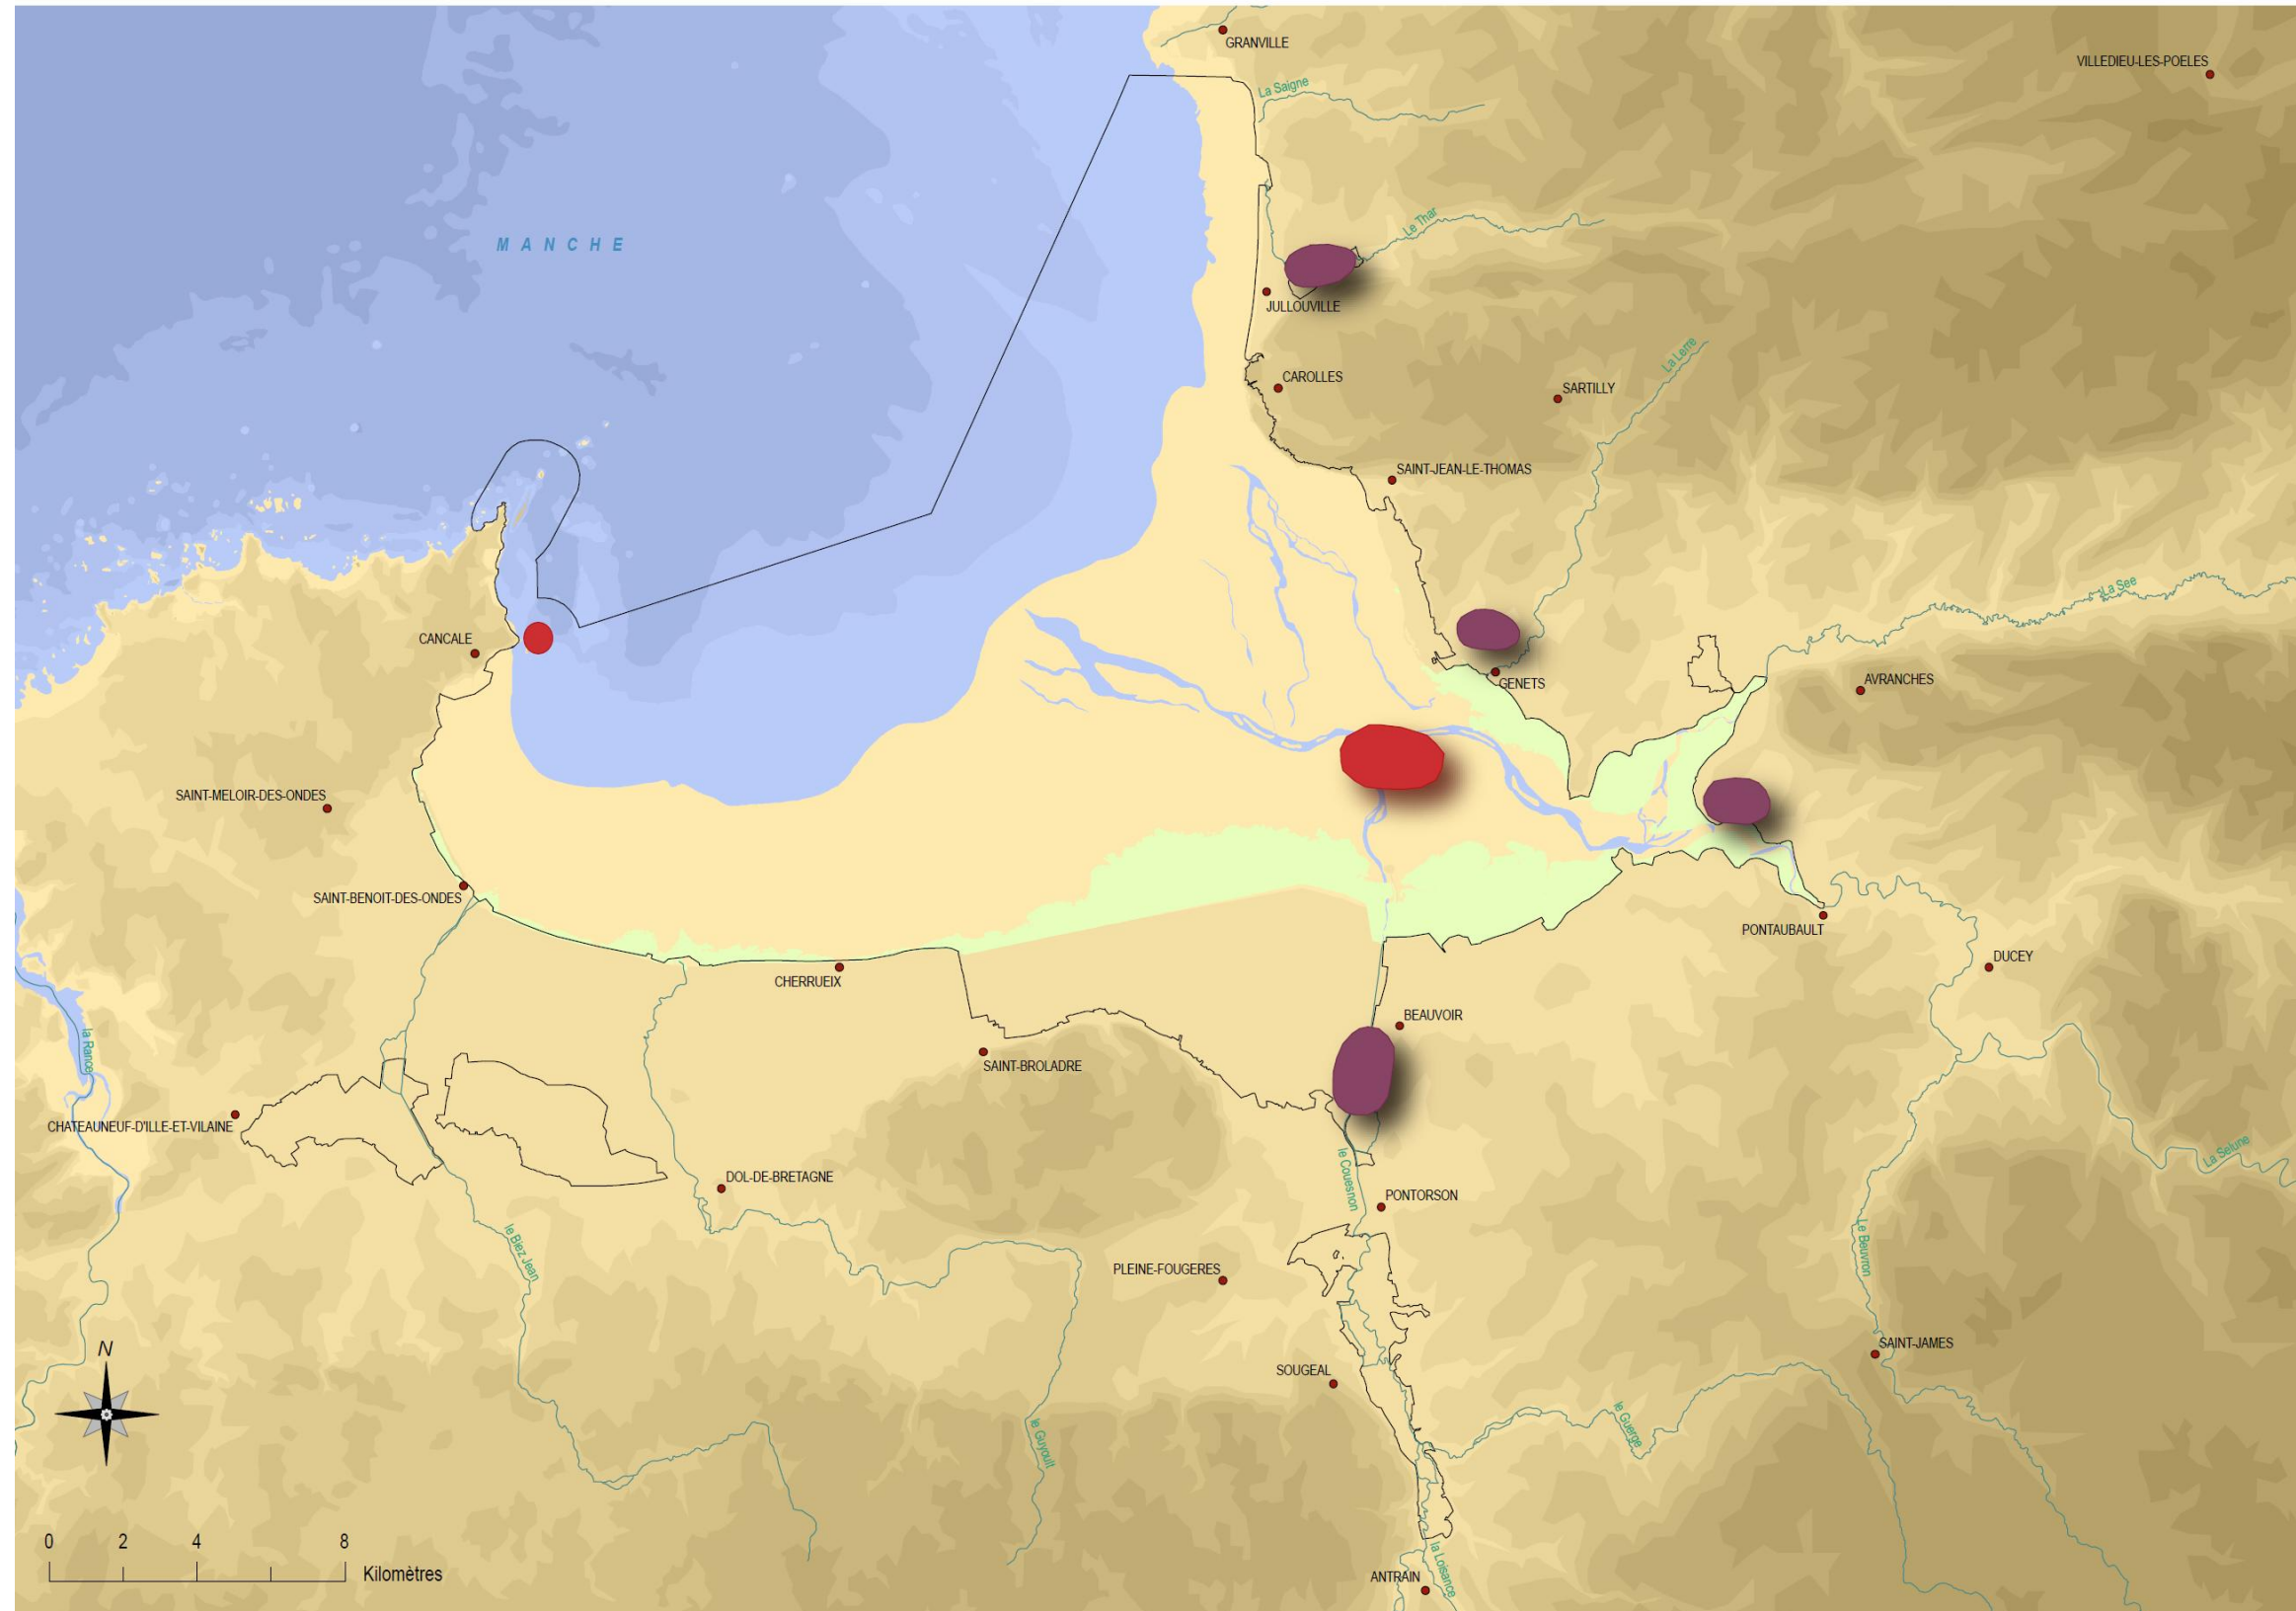 GRANVILLE
VILLEDIEU-LES-POELES
La Saigne
Le Thar
MANCHE
JULLOUVILLE
La Lerre
CAROLLES
SARTILLY
SAINT-JEAN-LE-THOMAS
La See
CANCALE
GENETS
AVRANCHES
SAINT-MELOIR-DES-ONDES
SAINT-BENOIT-DES-ONDES
PONTAUBAULT
DUCEY
CHERRUEIX
BEAUVOIR
la Rance
SAINT-BROLADRE
CHATEAUNEUF-D'ILLE-ET-VILAINE
La Selune
le Couesnon
DOL-DE-BRETAGNE
PONTORSON
le Biez Jean
Le Beuvron
PLEINE-FOUGERES
N
SAINT-JAMES
SOUGEAL
le Guerge
le Guyoult
0 2 4 8
Kilomètres
la Loisance
ANTRAIN